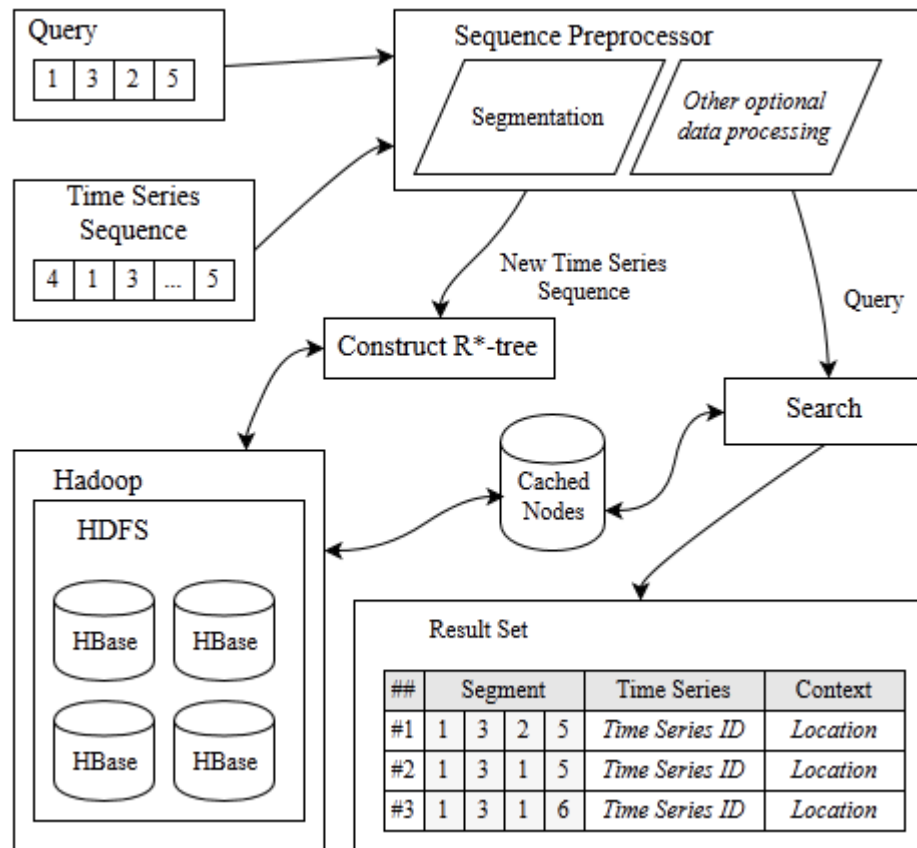 Query
1 3 2 5
Sequence Preprocessor
Segmentation
Other optional
data processing
Time Series
Sequence
4 1 3 ... 5
New Time Series
Sequence
Query
Construct R*-tree
Search
Cached
Nodes
Hadoop
HDFS
HBase HBase
HBase HBase
Result Set
## Segment Time Series Context
#1 1 3 2 5 Time Series ID Location
#2 1 3 1 5 Time Series ID Location
#3 1 3 1 6 Time Series ID Location